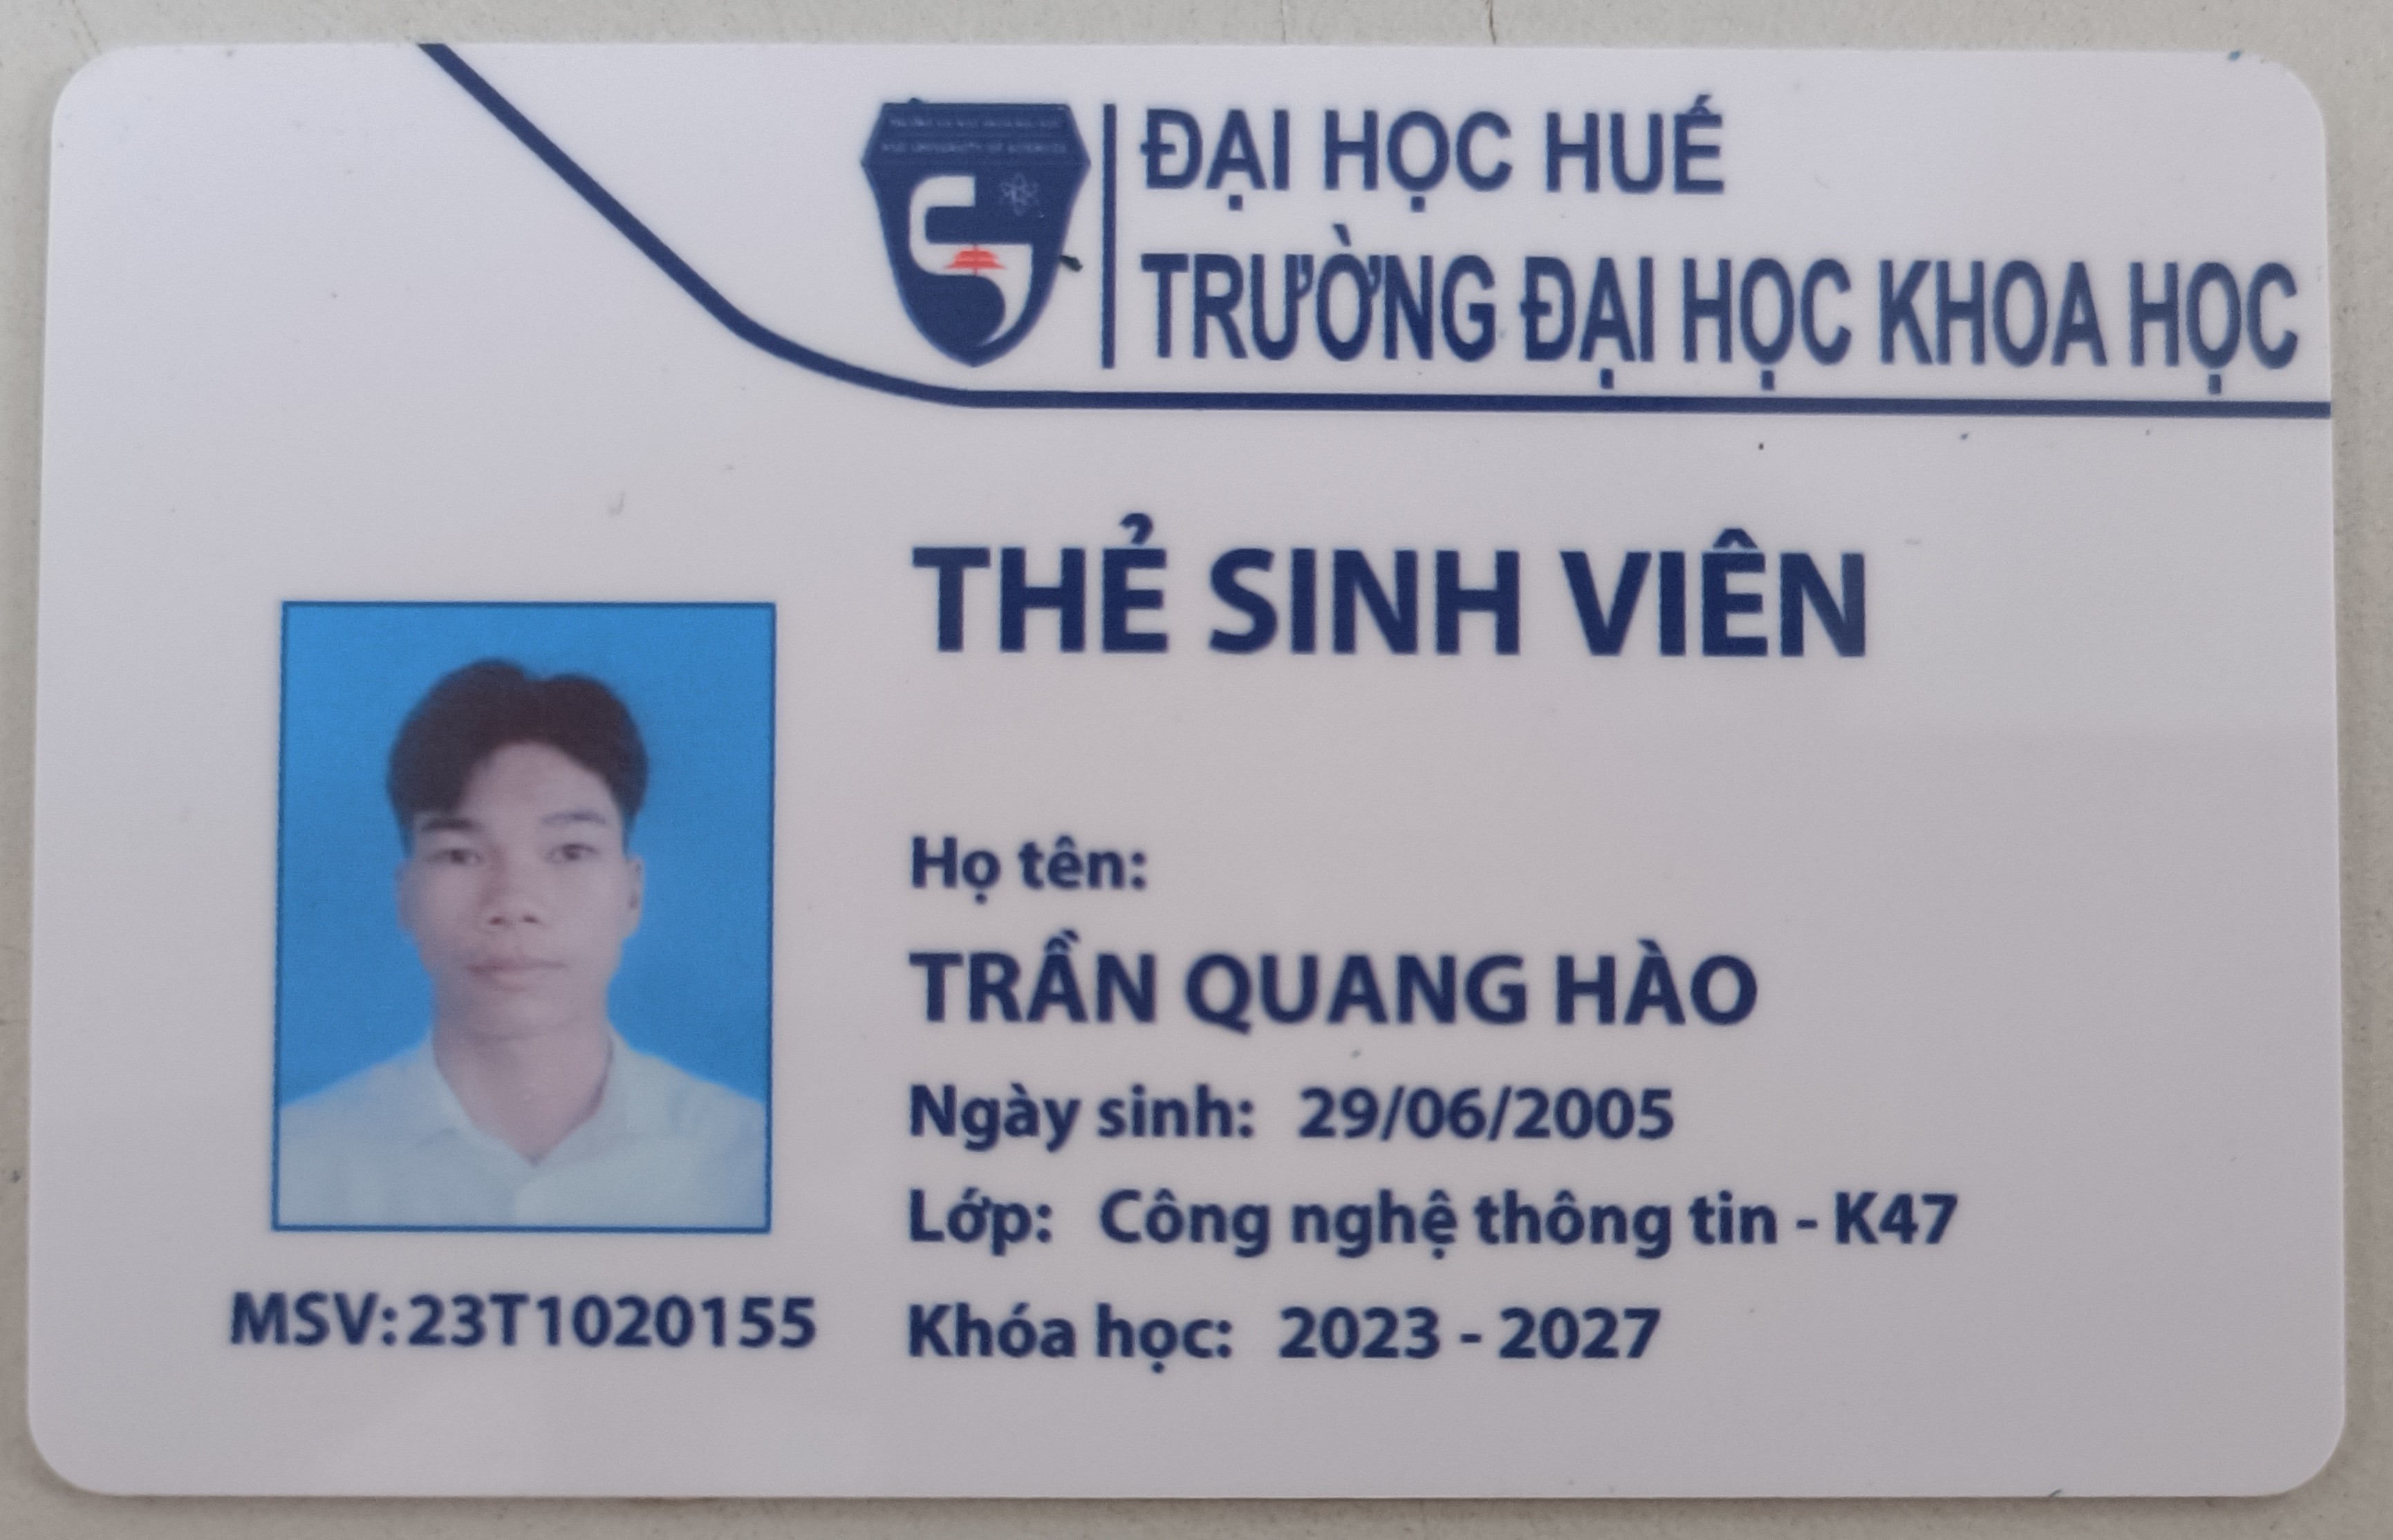 ĐẠI HỌC HUẾ
TRƯỜNG ĐẠI HỌC KHOA HỌC
THẺ SINH VIÊN
Họ tên:
TRẦN QUANG HÀO
Ngày sinh: 29/06/2005
Lớp: Công nghệ thông tin - K47
MSV:23T1020155
Khóa học: 2023 - 2027